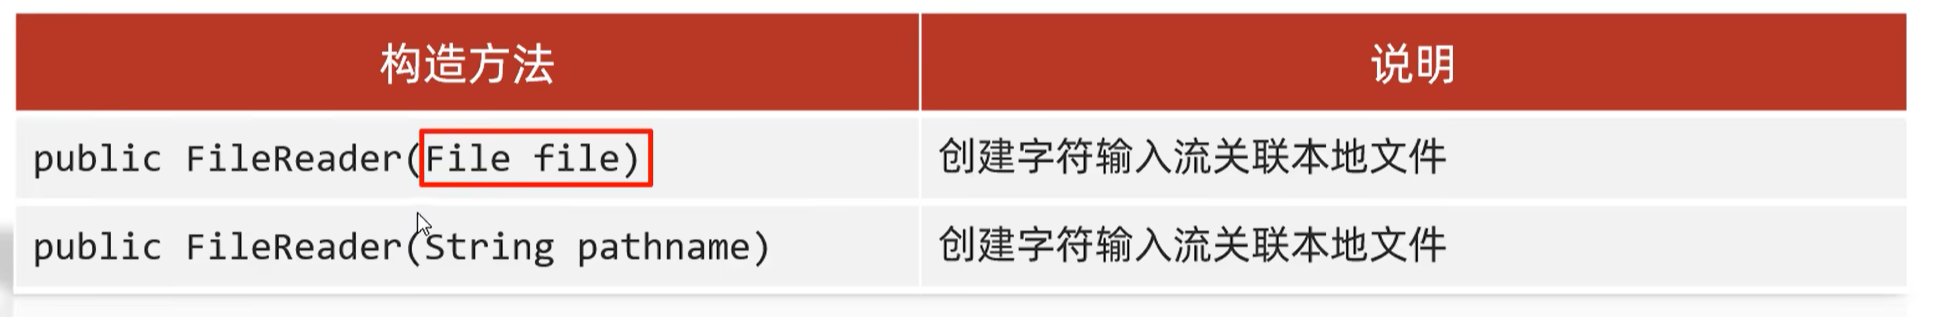 构造方法 说明
public FileReader(File file) 创建字符输入流关联本地文件
public FileReader(String pathname) 创建字符输入流关联本地文件